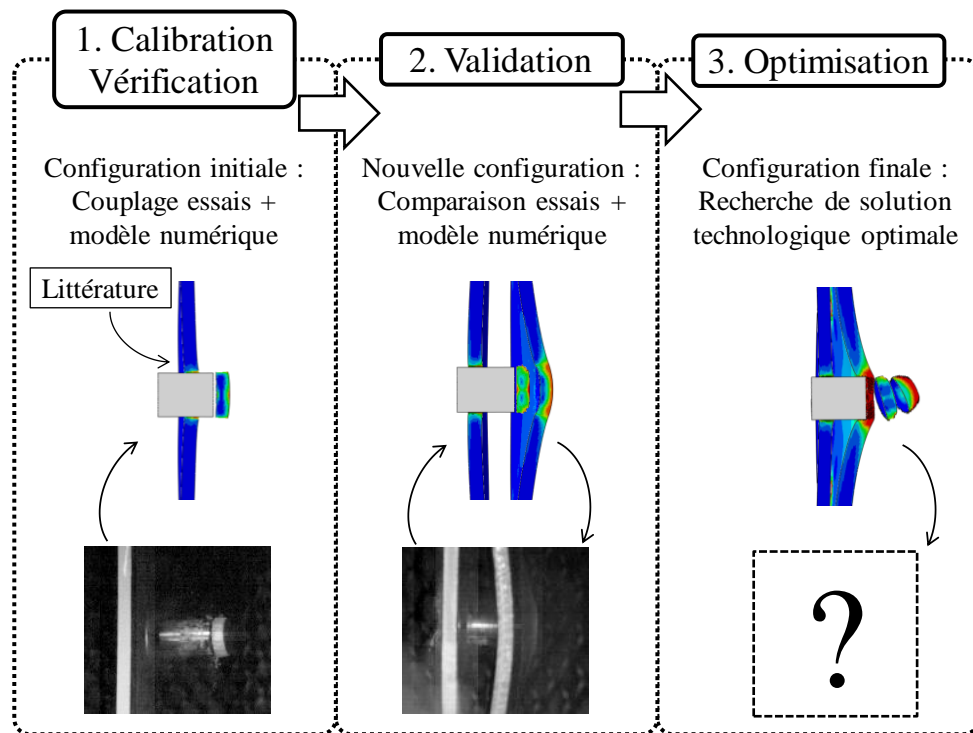 1. Calibration
Vérification
2. Validation
3. Optimisation
Configuration initiale :
Couplage essais +
modèle numérique
Nouvelle configuration :
Comparaison essais +
modèle numérique
Configuration finale :
Recherche de solution
technologique optimale
Littérature
?